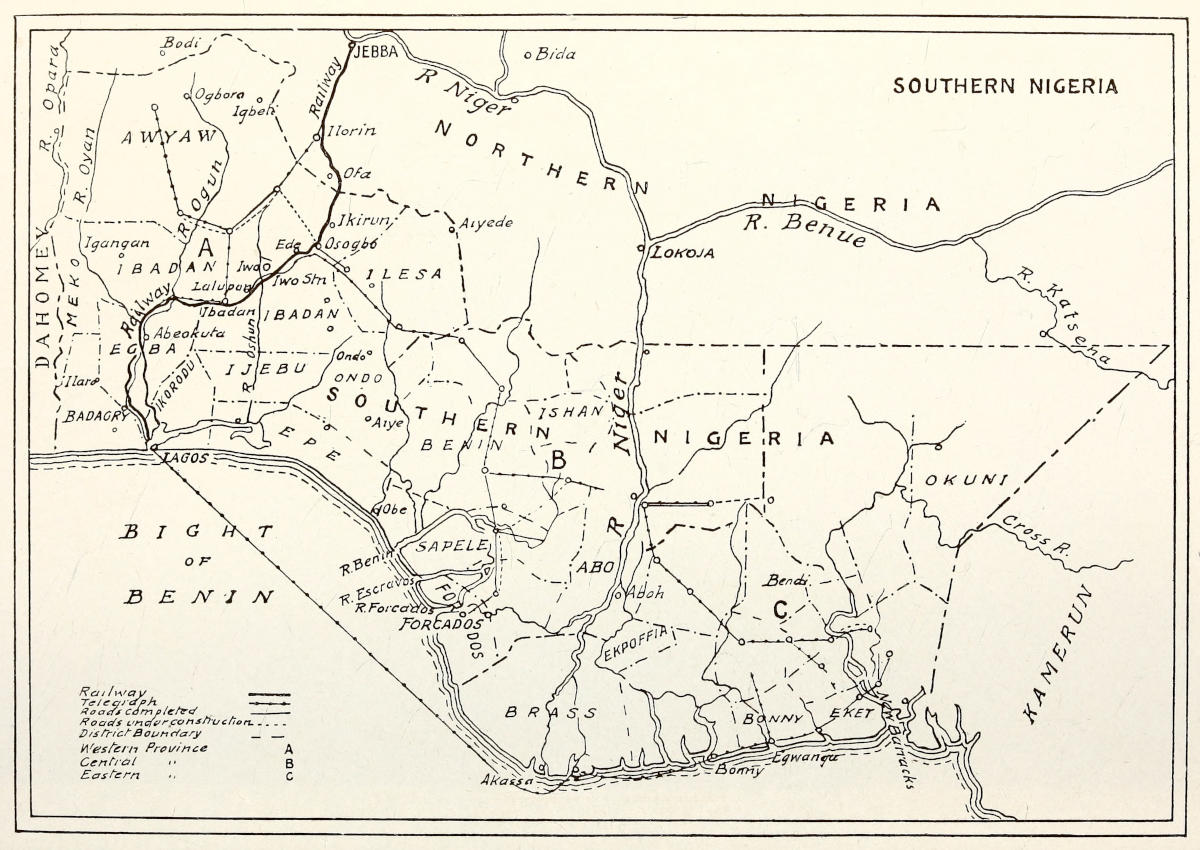 SOUTHERN NIGERIA
Bodi
JEBBA
Bida
R. Opara
Railway
R Niger
Ogboro
Igbeti
NORTHERN
NIGERIA
AWYAW
Ilorin
R. Oyan
R. Ogun
Ofa
Ikirun
Aiyede
R. Benue
LOKOJA
Igangan
A
Ede
Osogbo
IBADAN
Iwo
Iwo Stn
ILESA
Lalupon
R. Katsena
DAHOMEY
MEKO
Railway
Ibadan
IBADAN
Abeokuta
EGBA
R Oshun
Ondo
IJEBU
ONDO
Ilaro
IKORODU
SOUTHERN
NIGERIA
R Niger
BADAGRY
Aiye
ISHAN
BENIN
EPE
B
LAGOS
OKUNI
BIGHT
OF
BENIN
SAPELE
R. Benin
Cross R.
R. Escravos
ABO
Bendi
R Forcados
FORCADOS
FORCADOS
Aboh
C
EKPOFFIA
KAMERUN
BRASS
BONNY
EKET
New Barracks
Egwanga
Bonny
Akassa
Railway
Telegraph
Roads completed
Roads under construction
District Boundary
Western Province A
Central " B
Eastern " C